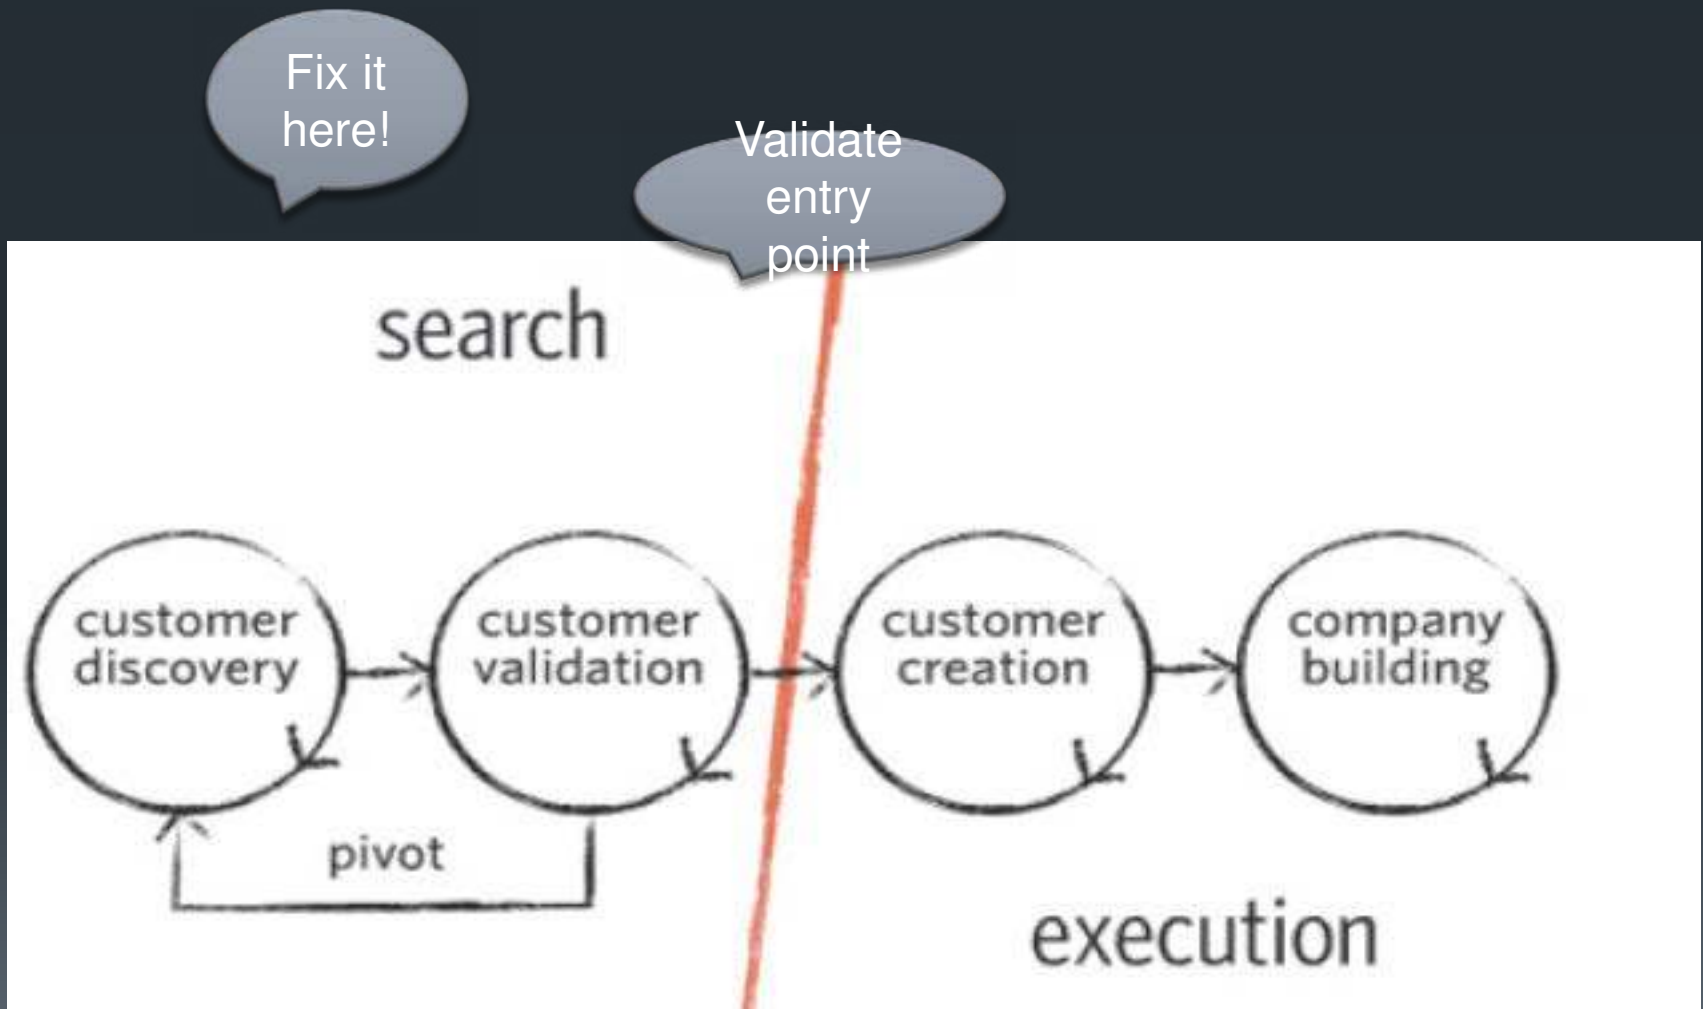 Fix it
here!
Validate
entry
point
search
customer
discovery
customer
validation
customer
creation
company
building
pivot
execution